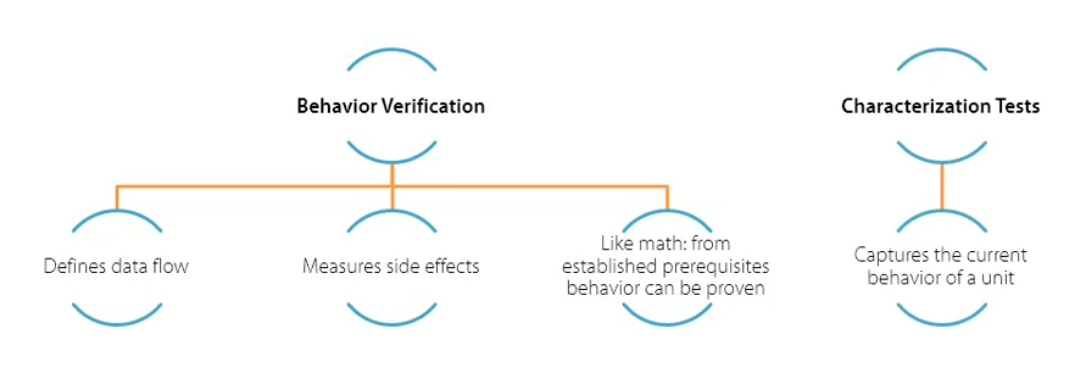 Behavior Verification
Characterization Tests
Defines data flow
Measures side effects
Like math: from
established prerequisites
behavior can be proven
Captures the current
behavior of a unit